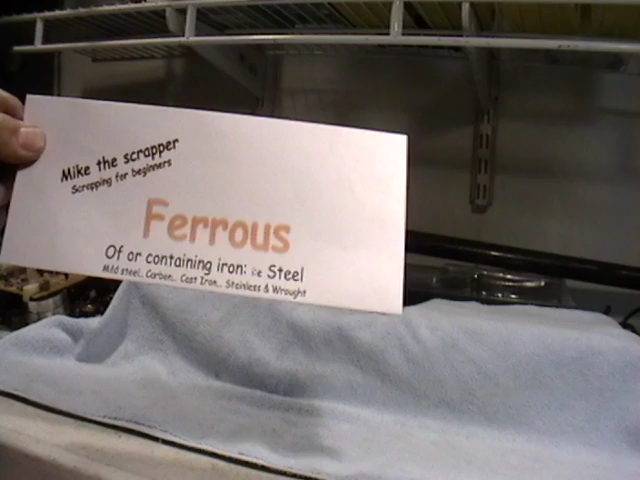 Mike the scrapper
Scrapping for beginners
Ferrous
Of or containing iron: ie Steel
Mild steel.. Carbon.. Cast Iron.. Stainless & Wrought